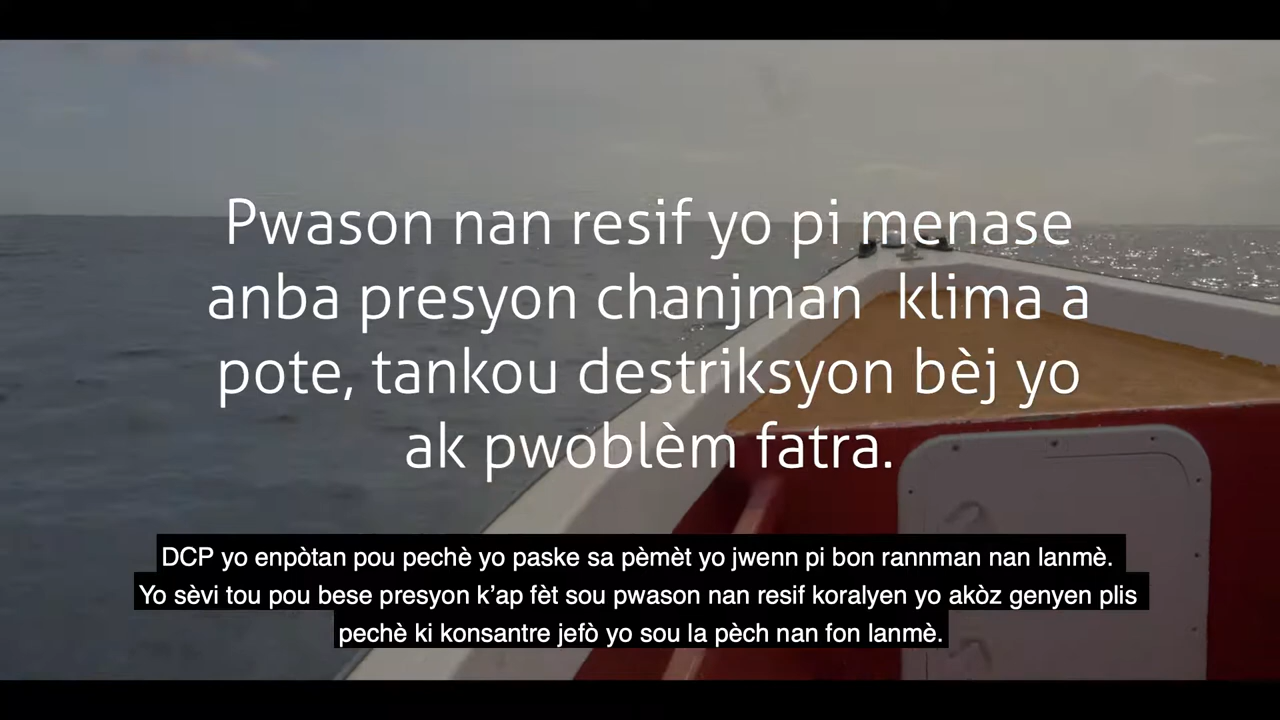 Pwason nan resif yo pi menase
anba presyon chanjman klima a
pote, tankou destriksyon bèj yo
ak pwoblèm fatra.
DCP yo enpòtan pou pechè yo paske sa pèmèt yo jwenn pi bon rannman nan lanmè.
Yo sèvi tou pou bese presyon k’ap fèt sou pwason nan resif koralyen yo akòz genyen plis
pechè ki konsantre jefò yo sou la pèch nan fon lanmè.